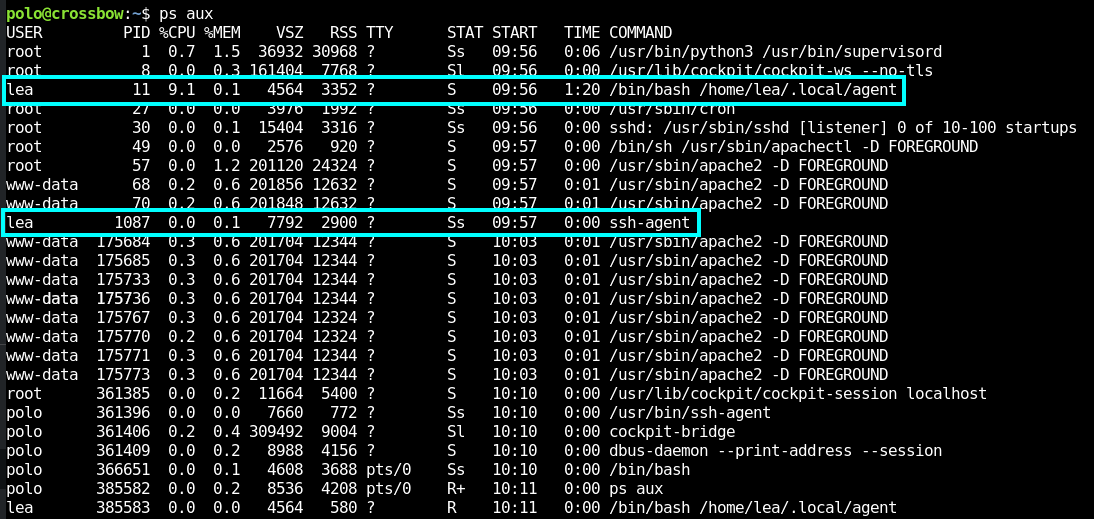 polo@crossbow:~$ ps aux
USER PID %CPU %MEM VSZ RSS TTY STAT START TIME COMMAND
root 1 0.7 1.5 36932 30968 ? Ss 09:56 0:06 /usr/bin/python3 /usr/bin/supervisord
root 8 0.0 0.3 161404 7768 ? Sl 09:56 0:00 /usr/lib/cockpit/cockpit-ws --no-tls
lea 11 9.1 0.1 4564 3352 ? S 09:56 1:20 /bin/bash /home/lea/.local/agent
root 27 0.0 0.0 3976 1992 ? Ss 09:56 0:00 /usr/sbin/cron
root 30 0.0 0.1 15404 3316 ? Ss 09:56 0:00 sshd: /usr/sbin/sshd [listener] 0 of 10-100 startups
root 49 0.0 0.0 2576 920 ? S 09:57 0:00 /bin/sh /usr/sbin/apachectl -D FOREGROUND
root 57 0.0 1.2 201120 24324 ? S 09:57 0:00 /usr/sbin/apache2 -D FOREGROUND
www-data 68 0.2 0.6 201856 12632 ? S 09:57 0:01 /usr/sbin/apache2 -D FOREGROUND
www-data 70 0.2 0.6 201848 12632 ? S 09:57 0:01 /usr/sbin/apache2 -D FOREGROUND
lea 1087 0.0 0.1 7792 2900 ? Ss 09:57 0:00 ssh-agent
www-data 175684 0.3 0.6 201704 12344 ? S 10:03 0:01 /usr/sbin/apache2 -D FOREGROUND
www-data 175685 0.3 0.6 201704 12344 ? S 10:03 0:01 /usr/sbin/apache2 -D FOREGROUND
www-data 175733 0.3 0.6 201704 12344 ? S 10:03 0:01 /usr/sbin/apache2 -D FOREGROUND
www-data 175736 0.3 0.6 201704 12344 ? S 10:03 0:01 /usr/sbin/apache2 -D FOREGROUND
www-data 175767 0.3 0.6 201704 12324 ? S 10:03 0:01 /usr/sbin/apache2 -D FOREGROUND
www-data 175770 0.2 0.6 201704 12324 ? S 10:03 0:01 /usr/sbin/apache2 -D FOREGROUND
www-data 175771 0.3 0.6 201704 12344 ? S 10:03 0:01 /usr/sbin/apache2 -D FOREGROUND
www-data 175773 0.3 0.6 201704 12344 ? S 10:03 0:01 /usr/sbin/apache2 -D FOREGROUND
root 361385 0.0 0.2 11664 5400 ? S 10:10 0:00 /usr/lib/cockpit/cockpit-session localhost
polo 361396 0.0 0.0 7660 772 ? Ss 10:10 0:00 /usr/bin/ssh-agent
polo 361406 0.2 0.4 309492 9004 ? Sl 10:10 0:00 cockpit-bridge
polo 361409 0.0 0.2 8988 4156 ? S 10:10 0:00 dbus-daemon --print-address --session
polo 366651 0.0 0.1 4608 3688 pts/0 Ss 10:10 0:00 /bin/bash
polo 385582 0.0 0.2 8536 4208 pts/0 R+ 10:11 0:00 ps aux
lea 385583 0.0 0.0 4564 580 ? R 10:11 0:00 /bin/bash /home/lea/.local/agent